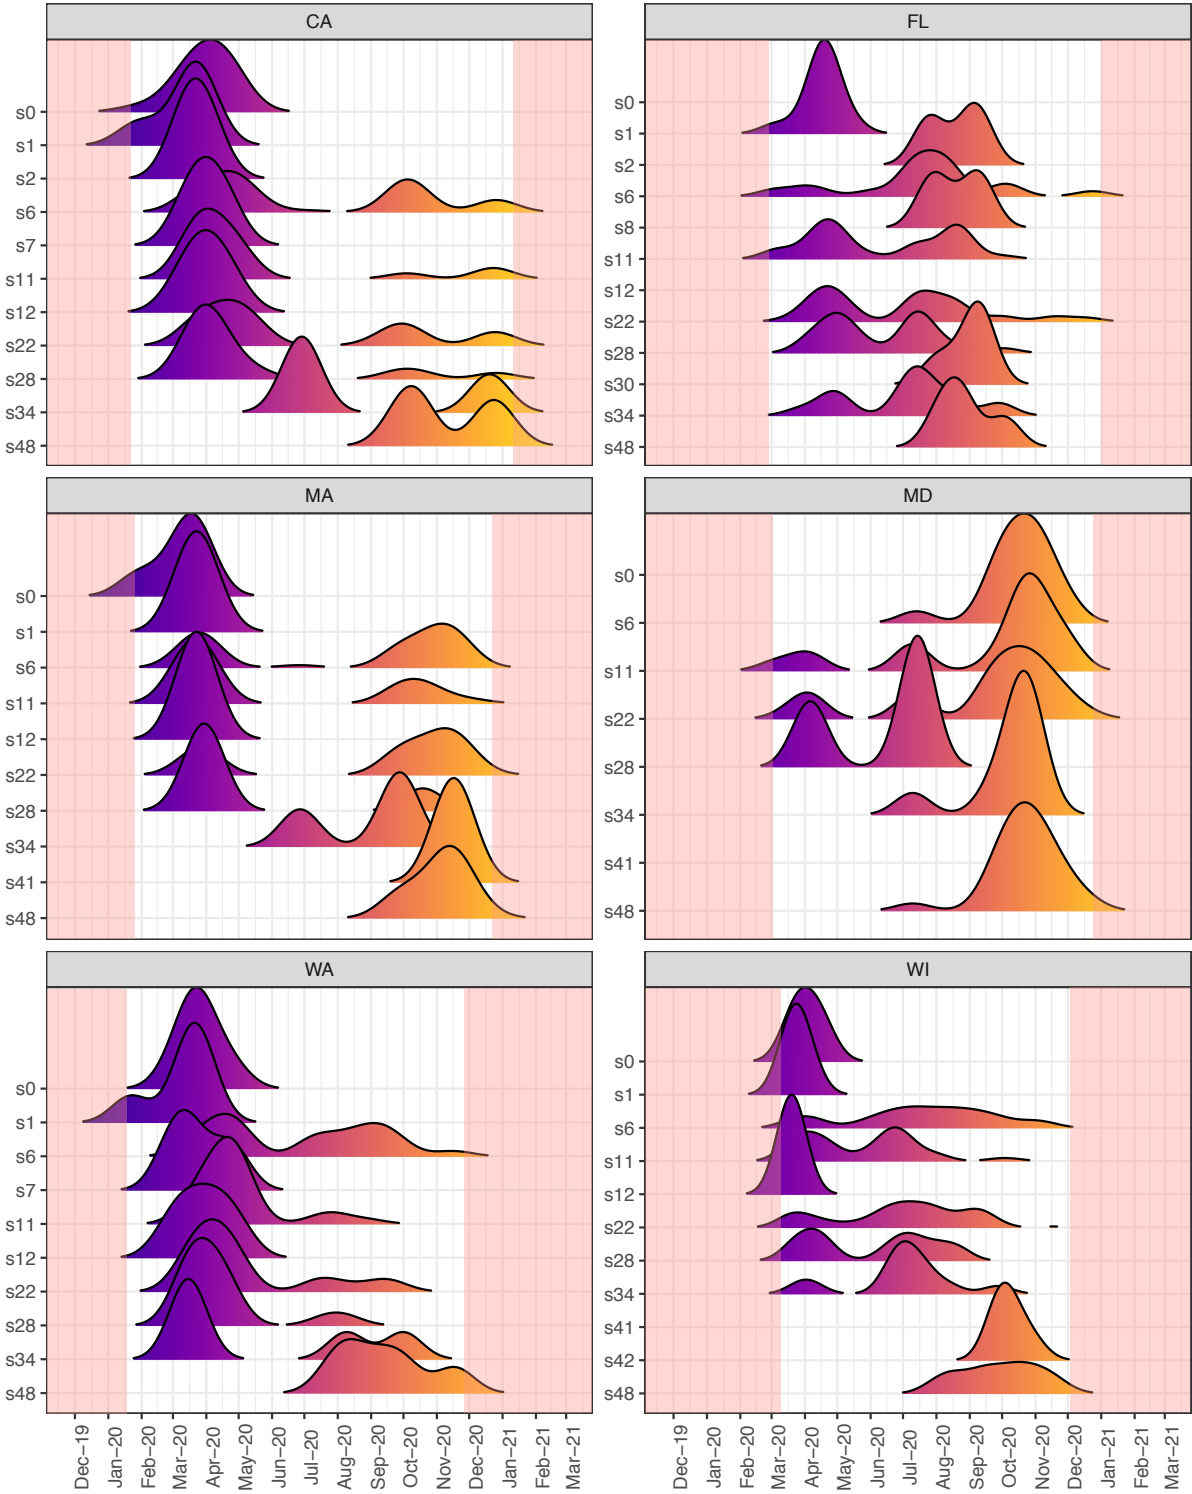 CA
FL
s0
s1
s2
s6
s7
s11
s12
s22
s28
s34
s48
s0
s1
s2
s6
s8
s11
s12
s22
s28
s30
s34
s48
MA
MD
s0
s1
s6
s11
s12
s22
s28
s34
s41
s48
s0
s6
s11
s22
s28
s34
s41
s48
WA
WI
s0
s1
s6
s7
s11
s12
s22
s28
s34
s48
s0
s1
s6
s11
s12
s22
s28
s34
s41
s42
s48
Dec−19
Jan−20
Feb−20
Mar−20
Apr−20
May−20
Jun−20
Jul−20
Aug−20
Sep−20
Oct−20
Nov−20
Dec−20
Jan−21
Feb−21
Mar−21
Dec−19
Jan−20
Feb−20
Mar−20
Apr−20
May−20
Jun−20
Jul−20
Aug−20
Sep−20
Oct−20
Nov−20
Dec−20
Jan−21
Feb−21
Mar−21